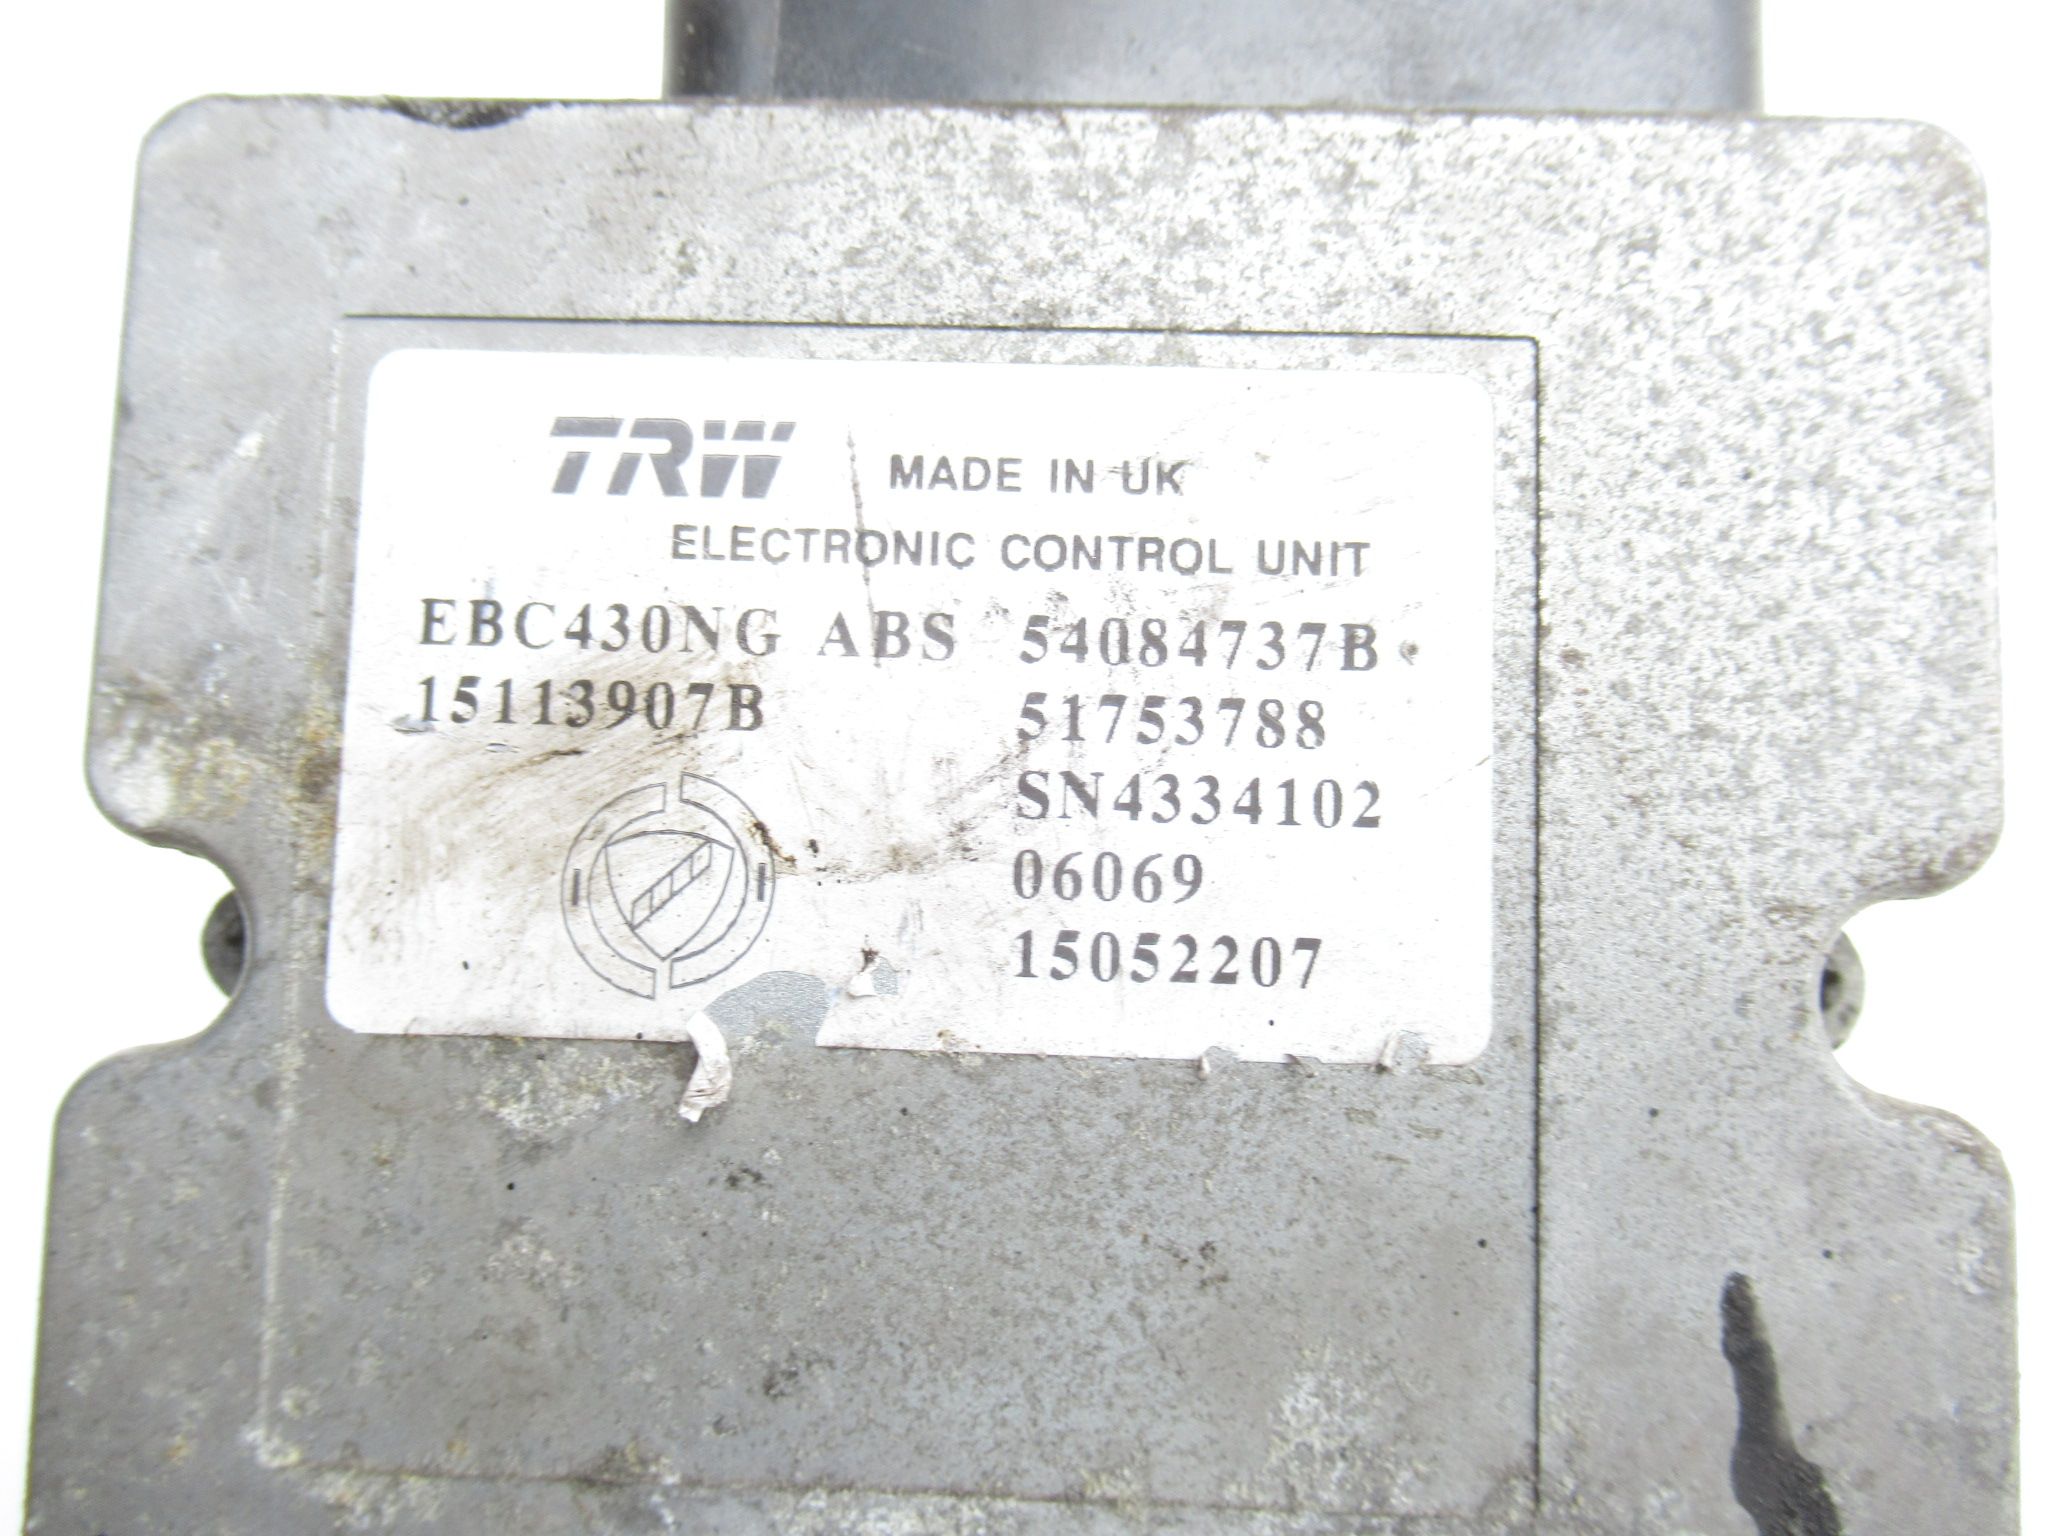 TRW MADE IN UK
ELECTRONIC CONTROL UNIT
EBC430NG ABS 54084737B
15113907B 51753788
SN4334102
06069
15052207